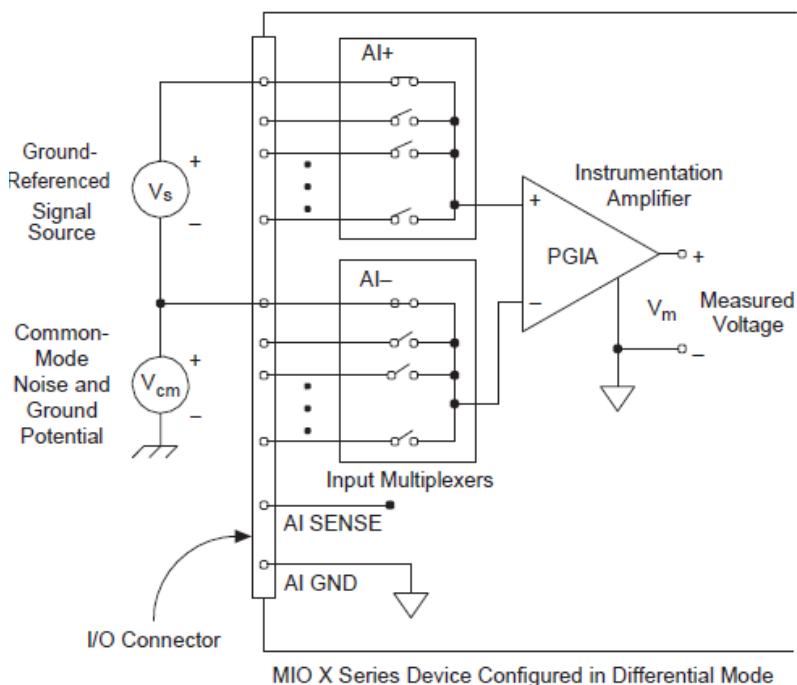 AI+
Ground-
Referenced
Signal
Source
+
Vs
−
Instrumentation
Amplifier
+
PGIA
−
+
Vm
Measured
Voltage
−
AI−
Common-
Mode
Noise and
Ground
Potential
+
Vcm
−
Input Multiplexers
AI SENSE
AI GND
I/O Connector
MIO X Series Device Configured in Differential Mode